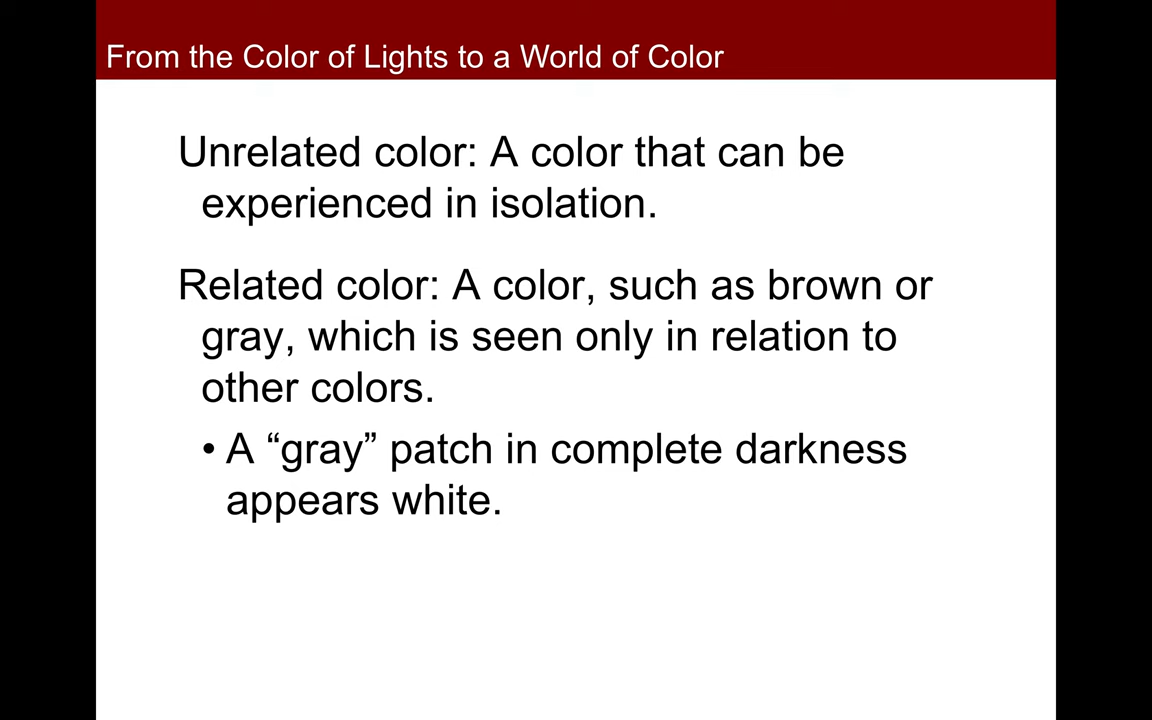 From the Color of Lights to a World of Color
Unrelated color: A color that can be
experienced in isolation.
Related color: A color, such as brown or
gray, which is seen only in relation to
other colors.
• A “gray” patch in complete darkness
appears white.